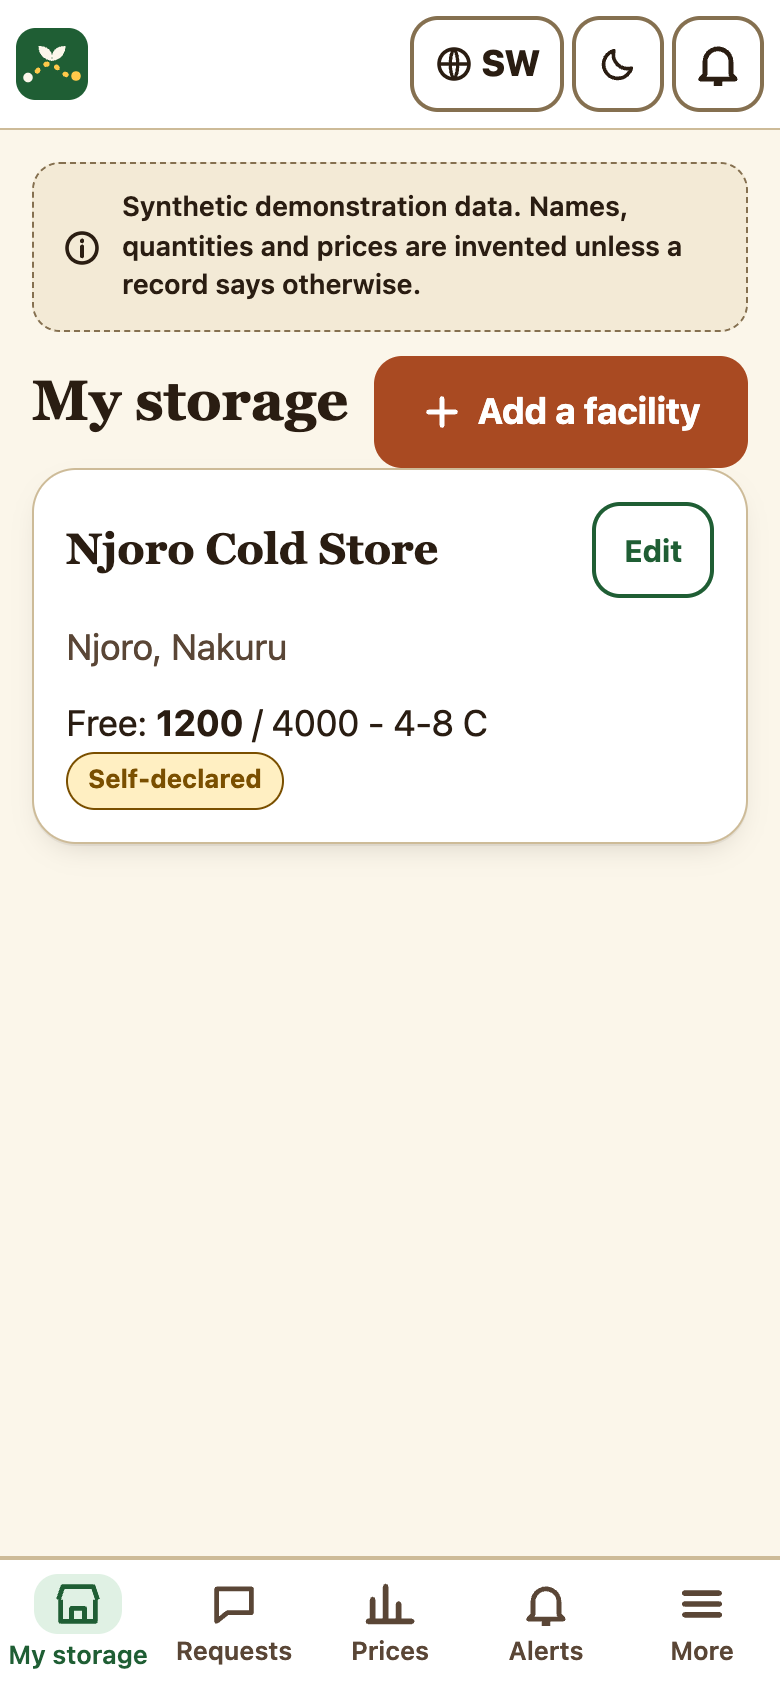 SW
Synthetic demonstration data. Names,
quantities and prices are invented unless a
record says otherwise.
My storage
Add a facility
Njoro Cold Store
Edit
Njoro, Nakuru
Free: 1200 / 4000 - 4-8 C
Self-declared
My storage
Requests
Prices
Alerts
More